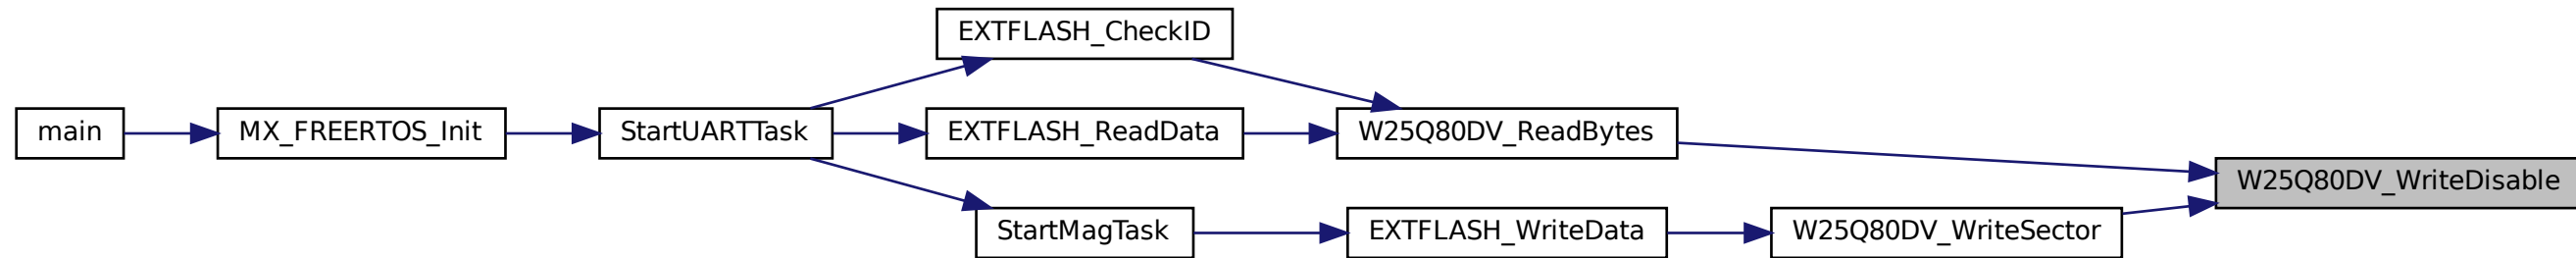 EXTFLASH_CheckID
main
MX_FREERTOS_Init
StartUARTTask
EXTFLASH_ReadData
W25Q80DV_ReadBytes
W25Q80DV_WriteDisable
StartMagTask
EXTFLASH_WriteData
W25Q80DV_WriteSector